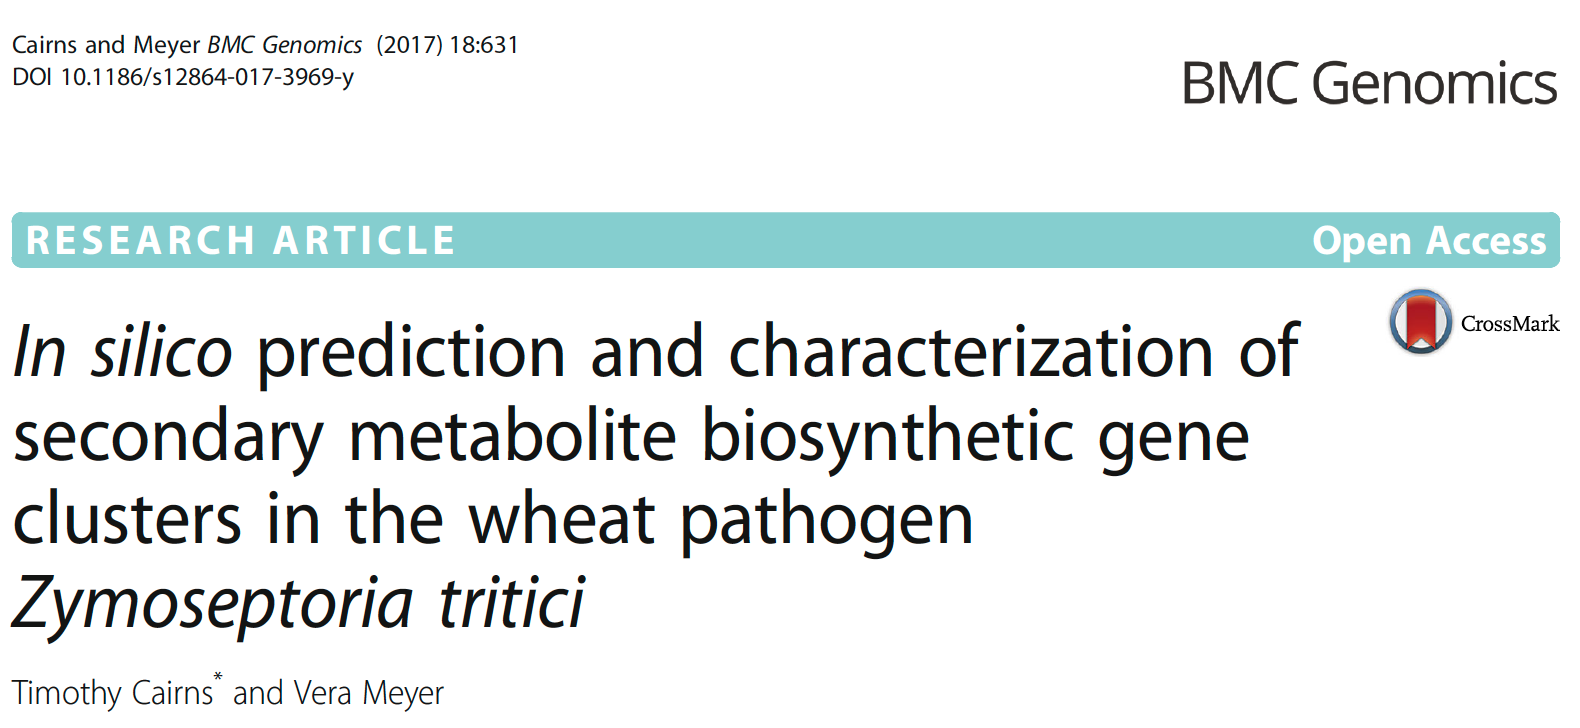 Cairns and Meyer BMC Genomics (2017) 18:631
DOI 10.1186/s12864-017-3969-y
BMC Genomics
RESEARCH ARTICLE
Open Access
CrossMark
In silico prediction and characterization of
secondary metabolite biosynthetic gene
clusters in the wheat pathogen
Zymoseptoria tritici
Timothy Cairns* and Vera Meyer